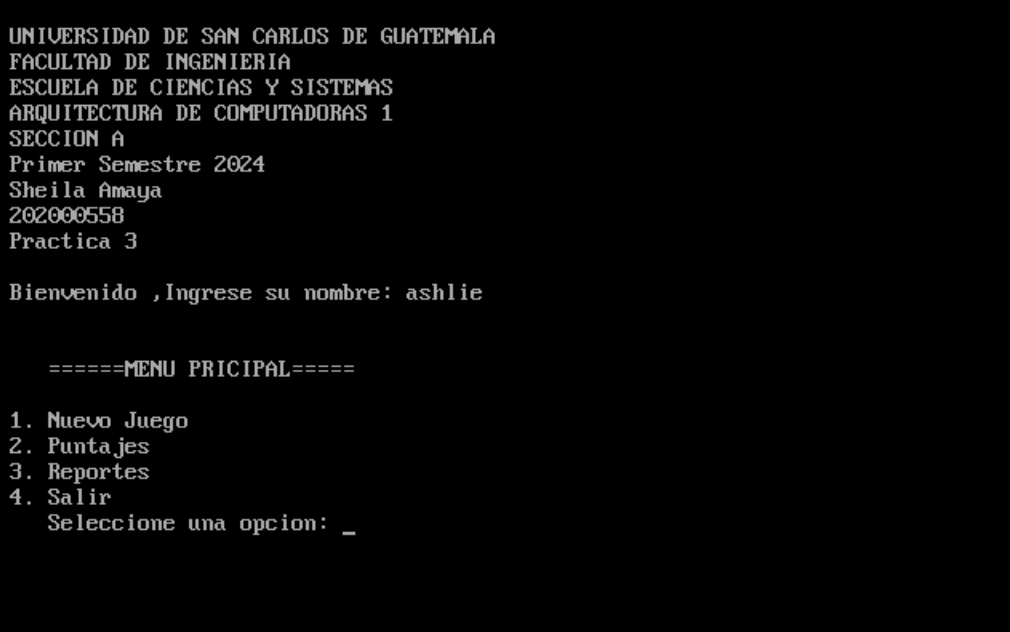 UNIVERSIDAD DE SAN CARLOS DE GUATEMALA
FACULTAD DE INGENIERIA
ESCUELA DE CIENCIAS Y SISTEMAS
ARQUITECTURA DE COMPUTADORAS 1
SECCION A
Primer Semestre 2024
Sheila Amaya
202000558
Practica 3
Bienvenido ,Ingrese su nombre: ashlie
======MENU PRICIPAL=====
1. Nuevo Juego
2. Puntajes
3. Reportes
4. Salir
Seleccione una opcion: _